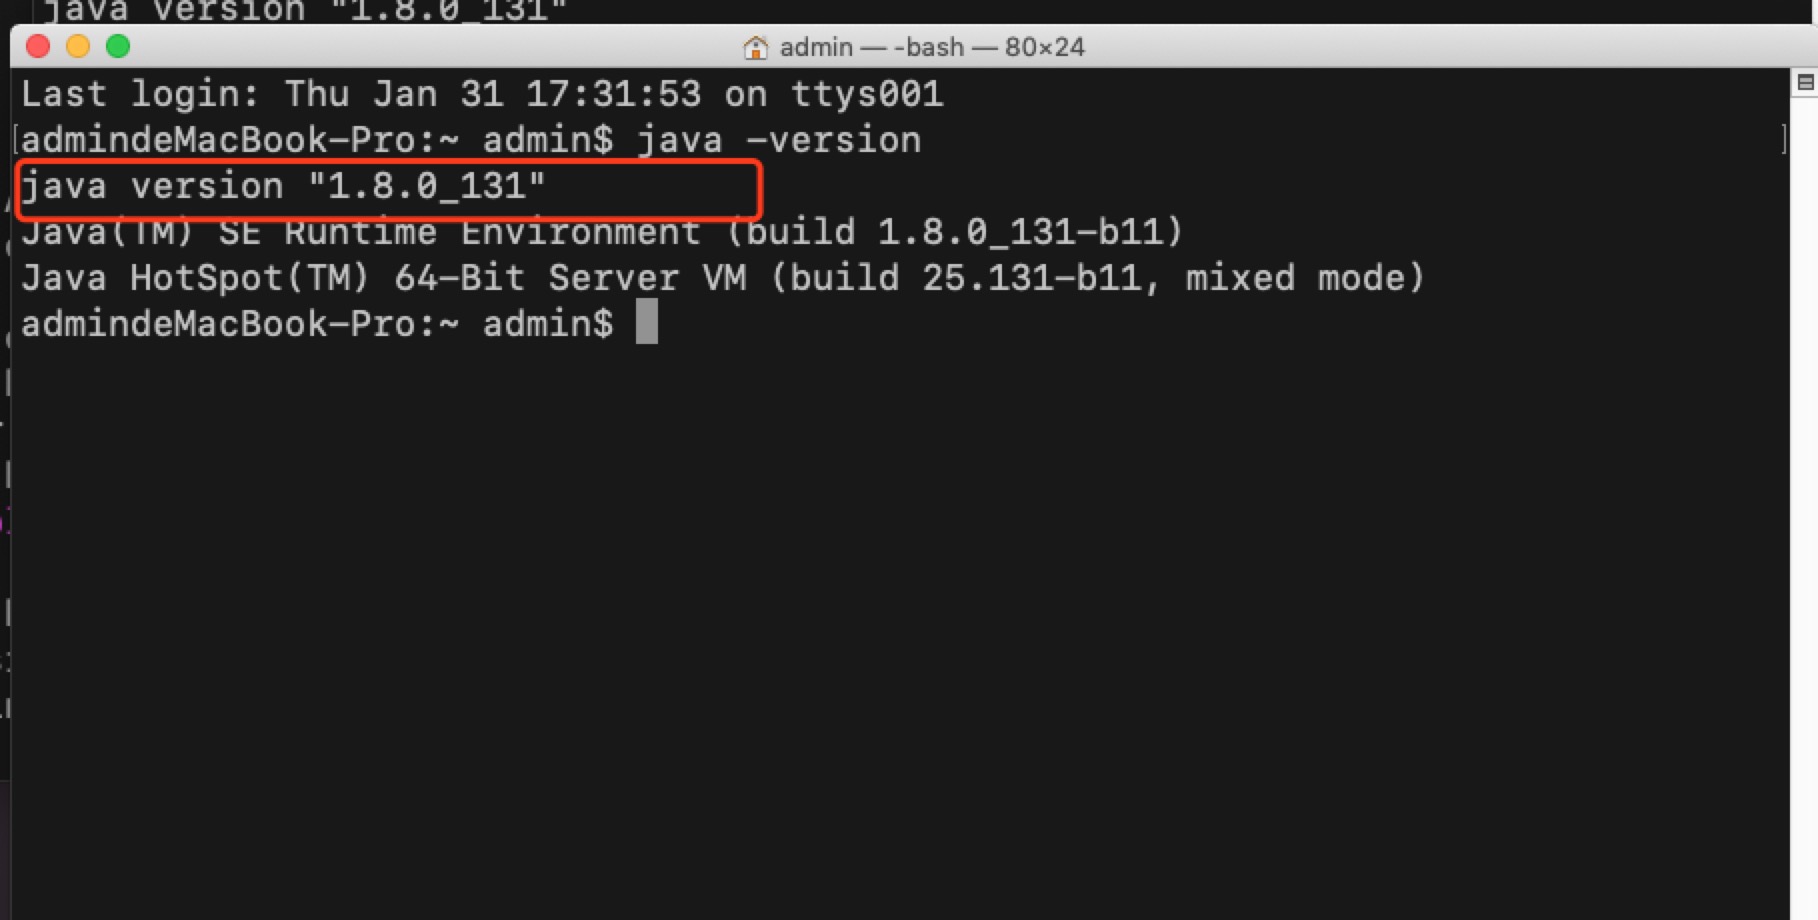 java version "1.8.0_131"
admin — -bash — 80×24
Last login: Thu Jan 31 17:31:53 on ttys001
[admindeMacBook-Pro:~ admin$ java -version ]
java version "1.8.0_131"
Java(TM) SE Runtime Environment (build 1.8.0_131-b11)
Java HotSpot(TM) 64-Bit Server VM (build 25.131-b11, mixed mode)
admindeMacBook-Pro:~ admin$